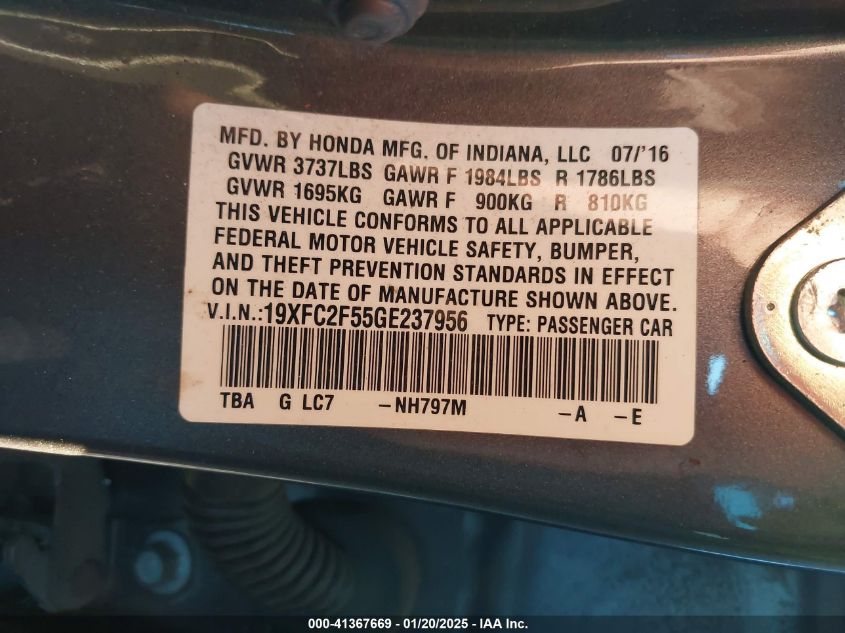 MFD. BY HONDA MFG. OF INDIANA, LLC 07/'16
GVWR 3737LBS GAWR F 1984LBS R 1786LBS
GVWR 1695KG GAWR F 900KG R 810KG
THIS VEHICLE CONFORMS TO ALL APPLICABLE
FEDERAL MOTOR VEHICLE SAFETY, BUMPER,
AND THEFT PREVENTION STANDARDS IN EFFECT
ON THE DATE OF MANUFACTURE SHOWN ABOVE.
V.I.N.:19XFC2F55GE237956 TYPE: PASSENGER CAR
TBA G LC7 -NH797M -A -E
000-41367669 - 01/20/2025 - IAA Inc.